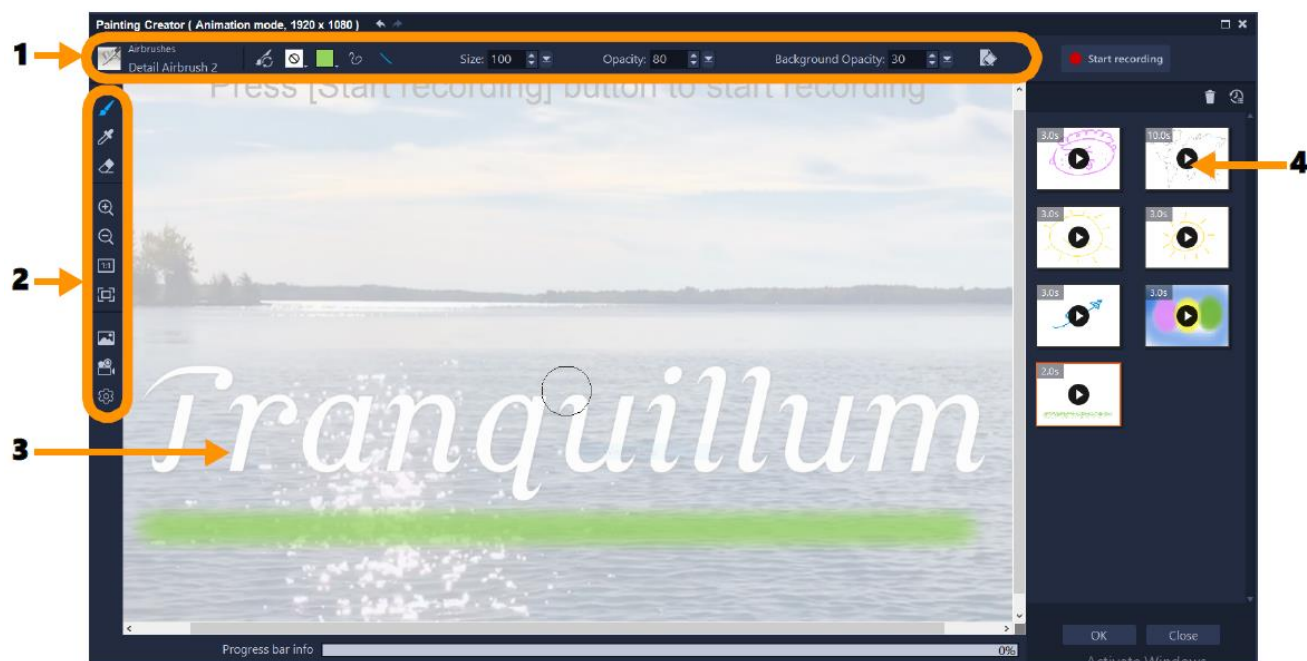 Painting Creator ( Animation mode, 1920 x 1080 )
1
Airbrushes
Detail Airbrush 2
Size: 100
Opacity: 80
Background Opacity: 30
Start recording
Press [Start recording] button to start recording
3.0s
10.0s
4
3.0s
3.0s
1:1
2
3.0s
3.0s
2.0s
Tranquillum
3
OK
Close
Progress bar info
0%
Activate Windows